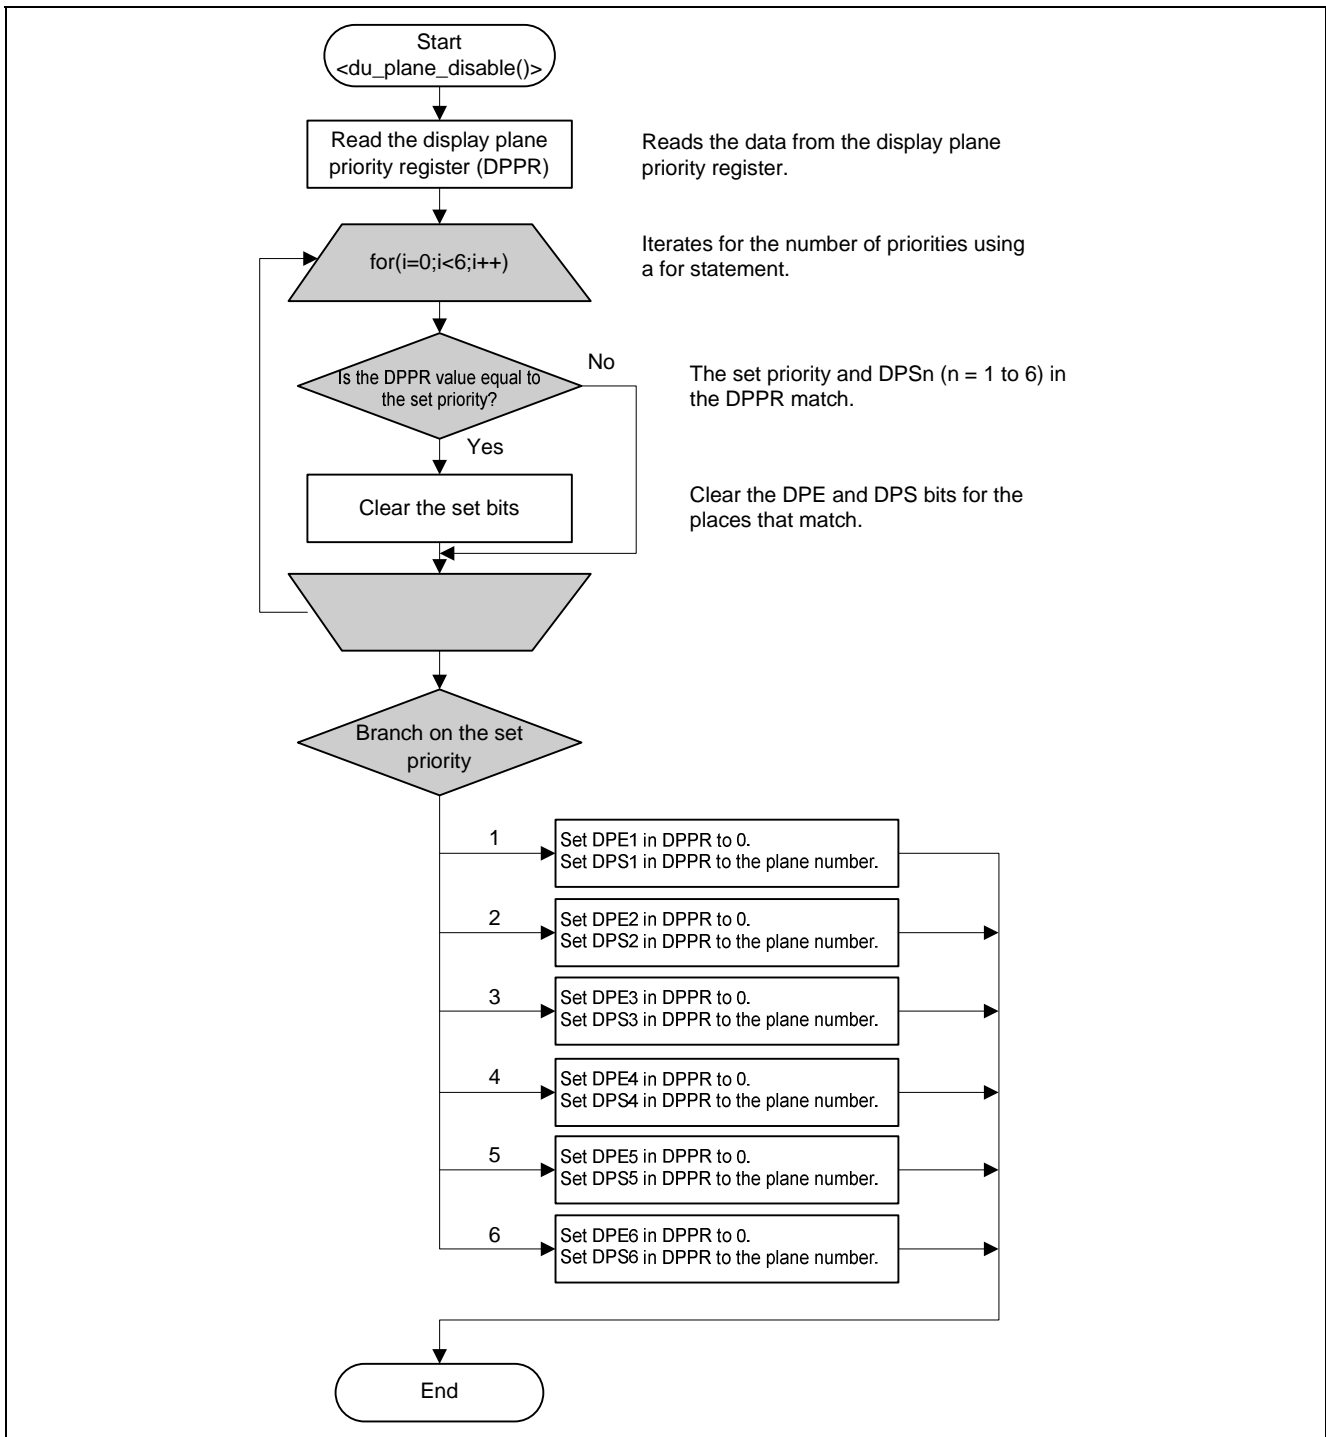 Start
<du_plane_disable()>
Read the display plane
priority register (DPPR)
Reads the data from the display plane
priority register.
for(i=0;i<6;i++)
Iterates for the number of priorities using
a for statement.
Is the DPPR value equal to
the set priority?
No
The set priority and DPSn (n = 1 to 6) in
the DPPR match.
Yes
Clear the set bits
Clear the DPE and DPS bits for the
places that match.
Branch on the set
priority
1
Set DPE1 in DPPR to 0.
Set DPS1 in DPPR to the plane number.
2
Set DPE2 in DPPR to 0.
Set DPS2 in DPPR to the plane number.
3
Set DPE3 in DPPR to 0.
Set DPS3 in DPPR to the plane number.
4
Set DPE4 in DPPR to 0.
Set DPS4 in DPPR to the plane number.
5
Set DPE5 in DPPR to 0.
Set DPS5 in DPPR to the plane number.
6
Set DPE6 in DPPR to 0.
Set DPS6 in DPPR to the plane number.
End